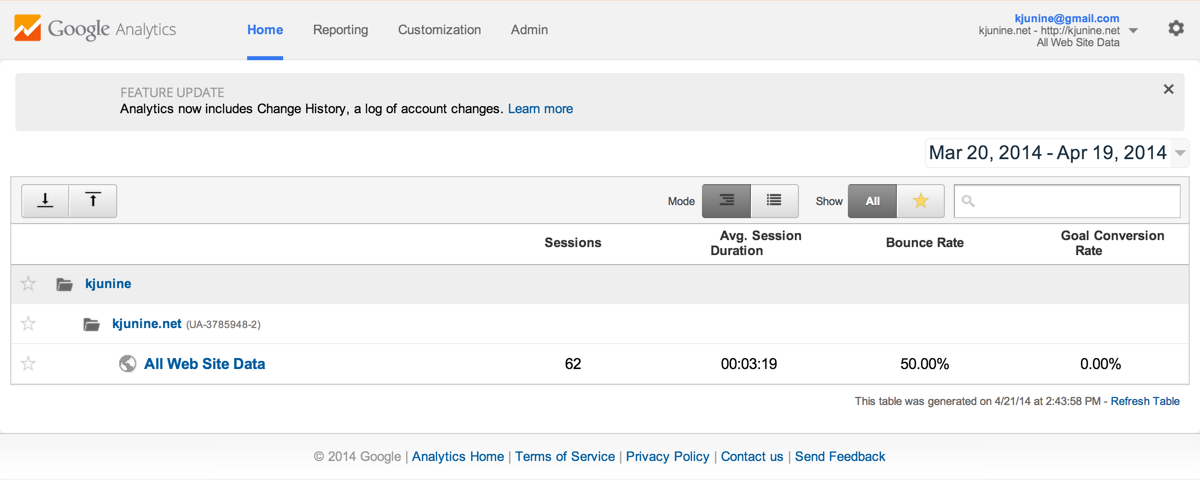 Google Analytics
Home Reporting Customization Admin
kjunine@gmail.com
kjunine.net - http://kjunine.net
All Web Site Data
FEATURE UPDATE
Analytics now includes Change History, a log of account changes. Learn more
Mar 20, 2014 - Apr 19, 2014
Mode Show All
Sessions Avg. Session Duration Bounce Rate Goal Conversion Rate
kjunine
kjunine.net (UA-3785948-2)
All Web Site Data 62 00:03:19 50.00% 0.00%
This table was generated on 4/21/14 at 2:43:58 PM - Refresh Table
© 2014 Google | Analytics Home | Terms of Service | Privacy Policy | Contact us | Send Feedback